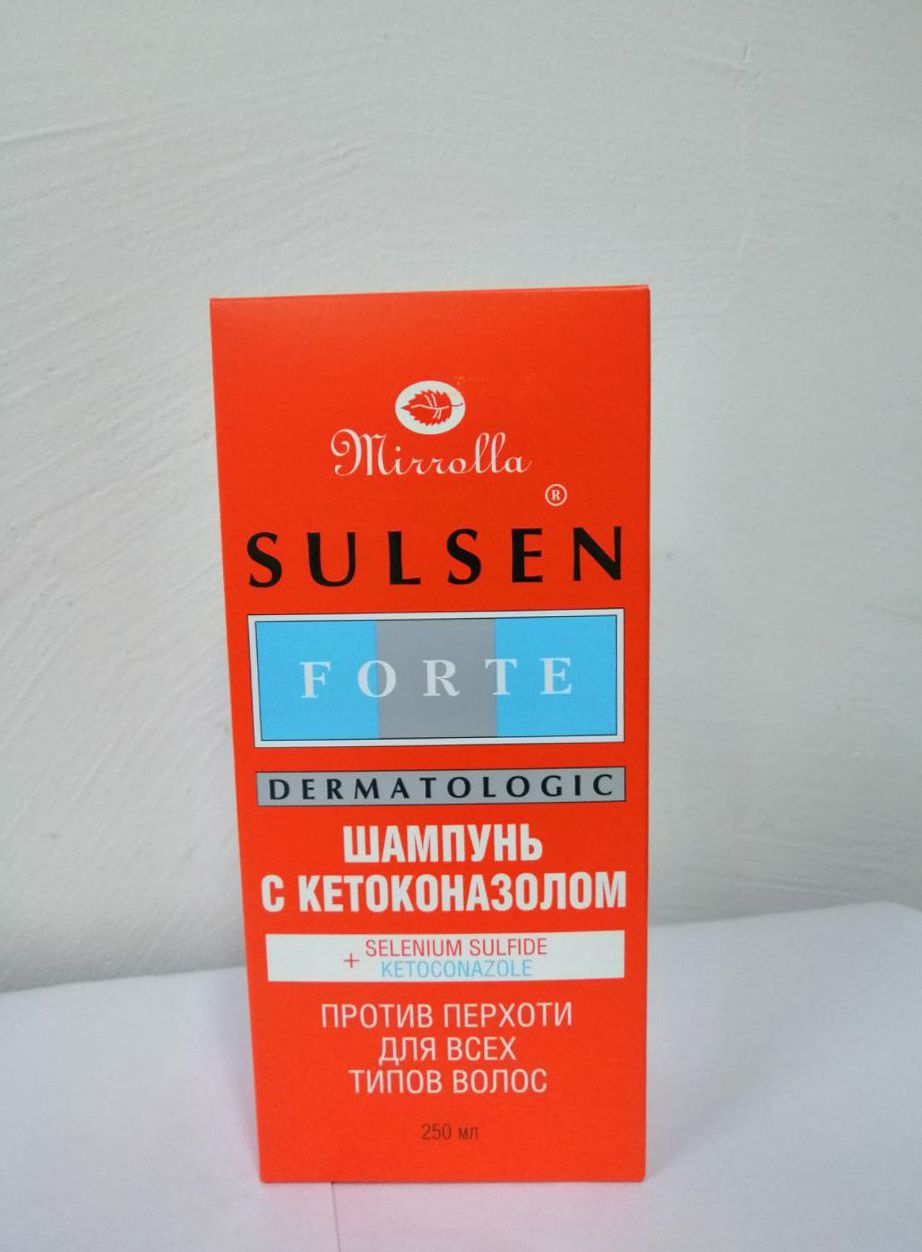 Mirrolla
®
SULSEN
FORTE
DERMATOLOGIC
ШАМПУНЬ
С КЕТОКОНАЗОЛОМ
+ SELENIUM SULFIDE
KETOCONAZOLE
ПРОТИВ ПЕРХОТИ
ДЛЯ ВСЕХ
ТИПОВ ВОЛОС
250 мл